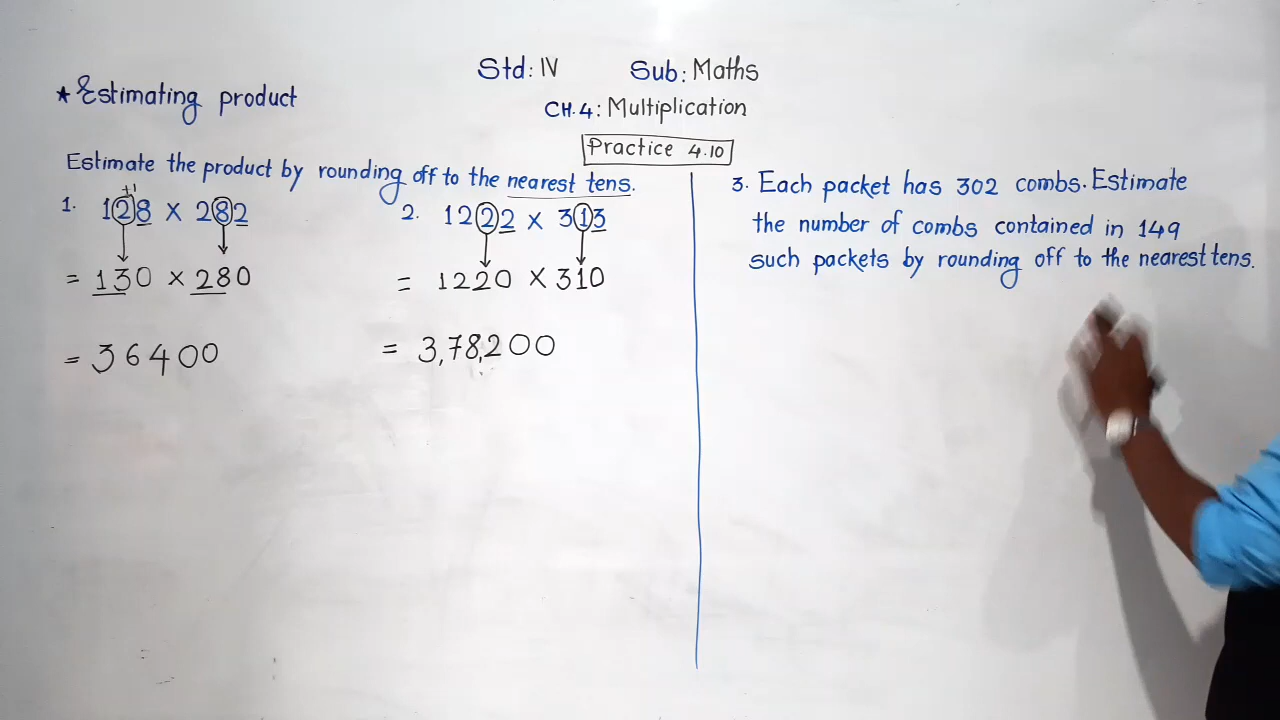 Std: IV Sub: Maths
* Estimating product
CH.4: Multiplication
Practice 4.10
Estimate the product by rounding off to the nearest tens.
+1
1. 128 × 282
= 130 × 280
= 36400
2. 1222 × 313
= 1220 × 310
= 3,78,200
3. Each packet has 302 combs. Estimate
the number of combs contained in 149
such packets by rounding off to the nearest tens.